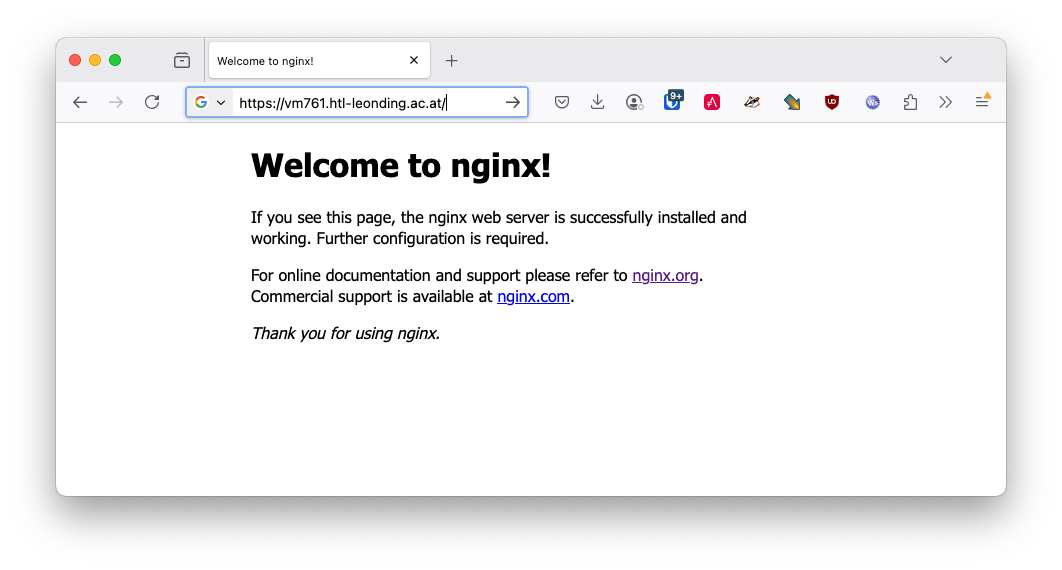 Welcome to nginx!
https://vm761.htl-leonding.ac.at/
9+
Welcome to nginx!
If you see this page, the nginx web server is successfully installed and
working. Further configuration is required.
For online documentation and support please refer to nginx.org.
Commercial support is available at nginx.com.
Thank you for using nginx.